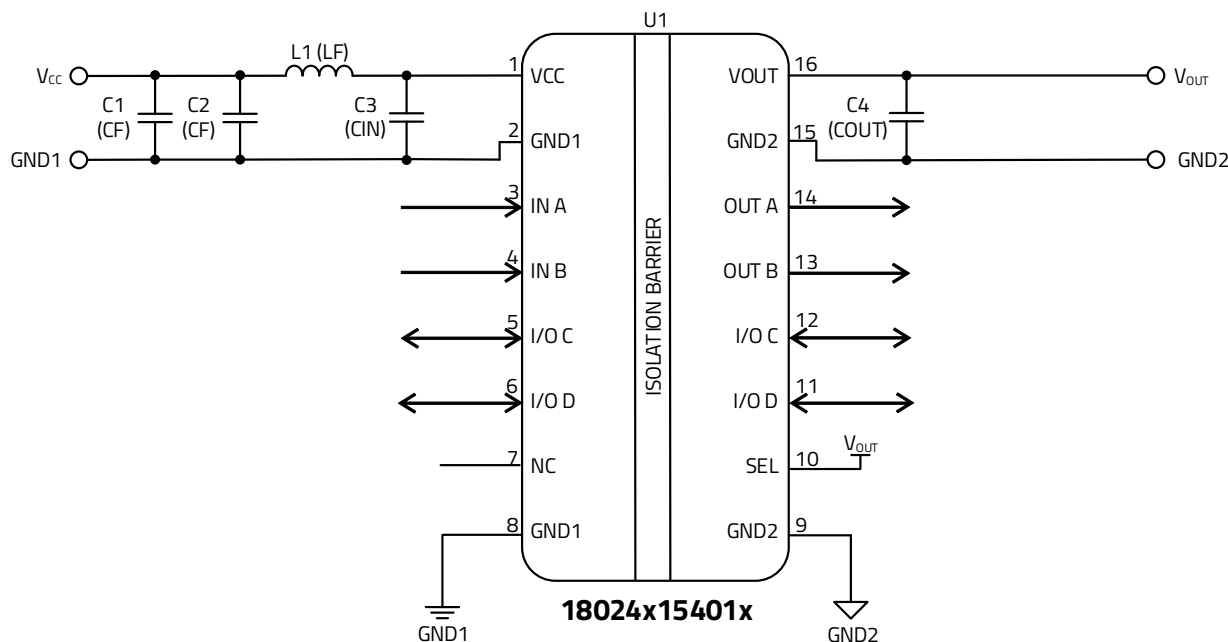 U1
L1 (LF)
1
VCC
VOUT
16
VCC
VOUT
C1
(CF)
C2
(CF)
C3
(CIN)
C4
(COUT)
2
GND1
GND2
15
GND1
GND2
3
IN A
OUT A
14
4
IN B
OUT B
13
ISOLATION BARRIER
5
I/O C
I/O C
12
6
I/O D
I/O D
11
VOUT
7
NC
SEL
10
8
GND1
GND2
9
18024x15401x
GND1
GND2